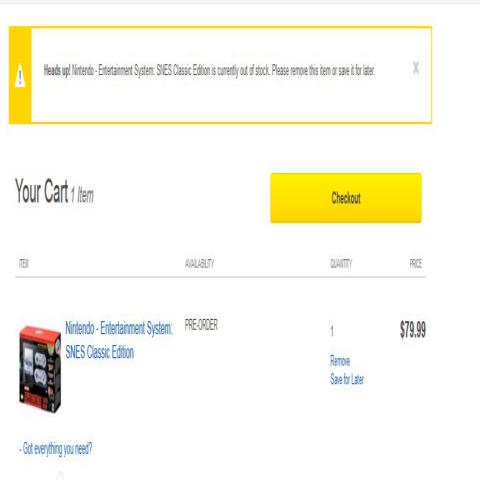 Heads up! Nintendo - Entertainment System: SNES Classic Edition is currently out of stock. Please remove this item or save it for later.
×
Your Cart 1 Item
Checkout
ITEM AVAILABILITY QUANTITY PRICE
Nintendo - Entertainment System: PRE-ORDER 1 $79.99
SNES Classic Edition
Remove
Save for Later
- Got everything you need?